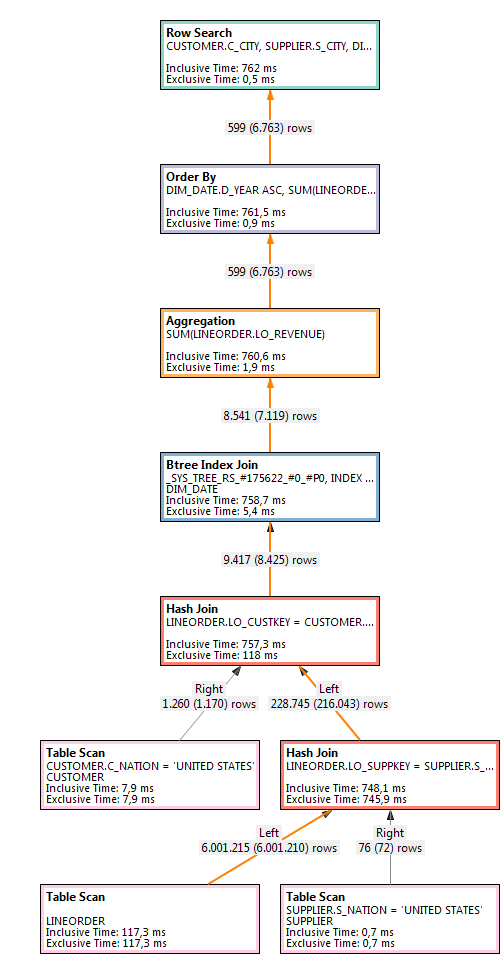 Row Search
CUSTOMER.C_CITY, SUPPLIER.S_CITY, DI...
Inclusive Time: 762 ms
Exclusive Time: 0,5 ms
599 (6.763) rows
Order By
DIM_DATE.D_YEAR ASC, SUM(LINEORDE...
Inclusive Time: 761,5 ms
Exclusive Time: 0,9 ms
599 (6.763) rows
Aggregation
SUM(LINEORDER.LO_REVENUE)
Inclusive Time: 760,6 ms
Exclusive Time: 1,9 ms
8.541 (7.119) rows
Btree Index Join
_SYS_TREE_RS_#175622_#0_#P0, INDEX ...
DIM_DATE
Inclusive Time: 758,7 ms
Exclusive Time: 5,4 ms
9.417 (8.425) rows
Hash Join
LINEORDER.LO_CUSTKEY = CUSTOMER....
Inclusive Time: 757,3 ms
Exclusive Time: 118 ms
Right
1.260 (1.170) rows
Left
228.745 (216.043) rows
Table Scan
CUSTOMER.C_NATION = 'UNITED STATES'
CUSTOMER
Inclusive Time: 7,9 ms
Exclusive Time: 7,9 ms
Hash Join
LINEORDER.LO_SUPPKEY = SUPPLIER.S_...
Inclusive Time: 748,1 ms
Exclusive Time: 745,9 ms
Left
6.001.215 (6.001.210) rows
Right
76 (72) rows
Table Scan
LINEORDER
Inclusive Time: 117,3 ms
Exclusive Time: 117,3 ms
Table Scan
SUPPLIER.S_NATION = 'UNITED STATES'
SUPPLIER
Inclusive Time: 0,7 ms
Exclusive Time: 0,7 ms